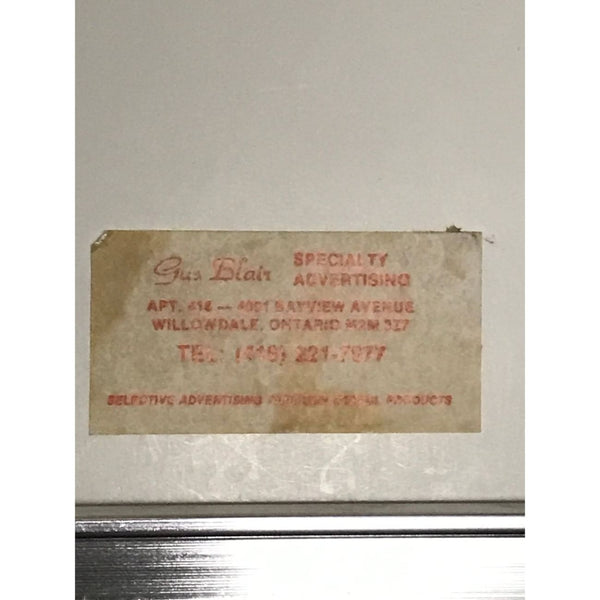 Gus Blair SPECIALTY
ADVERTISING
APT. 418 — 4001 BAYVIEW AVENUE
WILLOWDALE, ONTARIO M2M 3Z7
TEL: (416) 221-7977
SELECTIVE ADVERTISING THROUGH USEFUL PRODUCTS